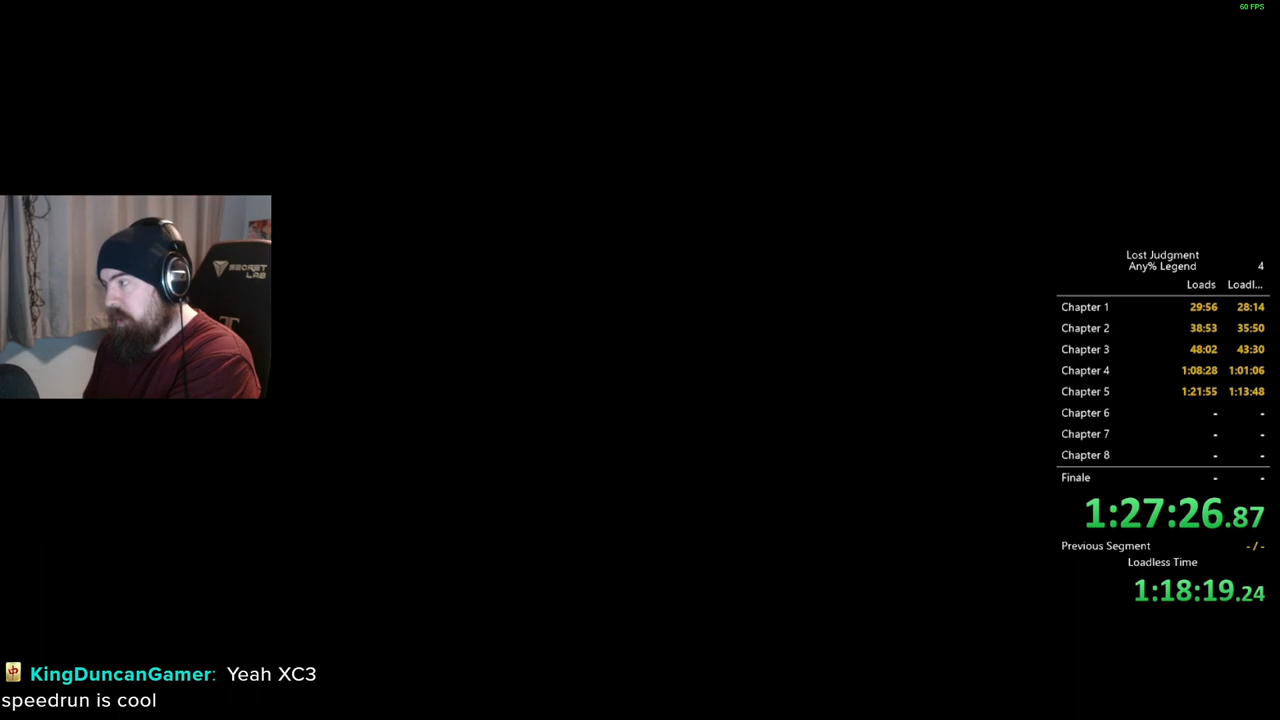 60 FPS
SECRET
LAB
Lost Judgment
Any% Legend 4
Loads Loadl...
Chapter 1 29:56 28:14
Chapter 2 38:53 35:50
Chapter 3 48:02 43:30
Chapter 4 1:08:28 1:01:06
Chapter 5 1:21:55 1:13:48
Chapter 6 - -
Chapter 7 - -
Chapter 8 - -
Finale - -
1:27:26.87
Previous Segment - / -
Loadless Time
1:18:19.24
KingDuncanGamer: Yeah XC3
speedrun is cool